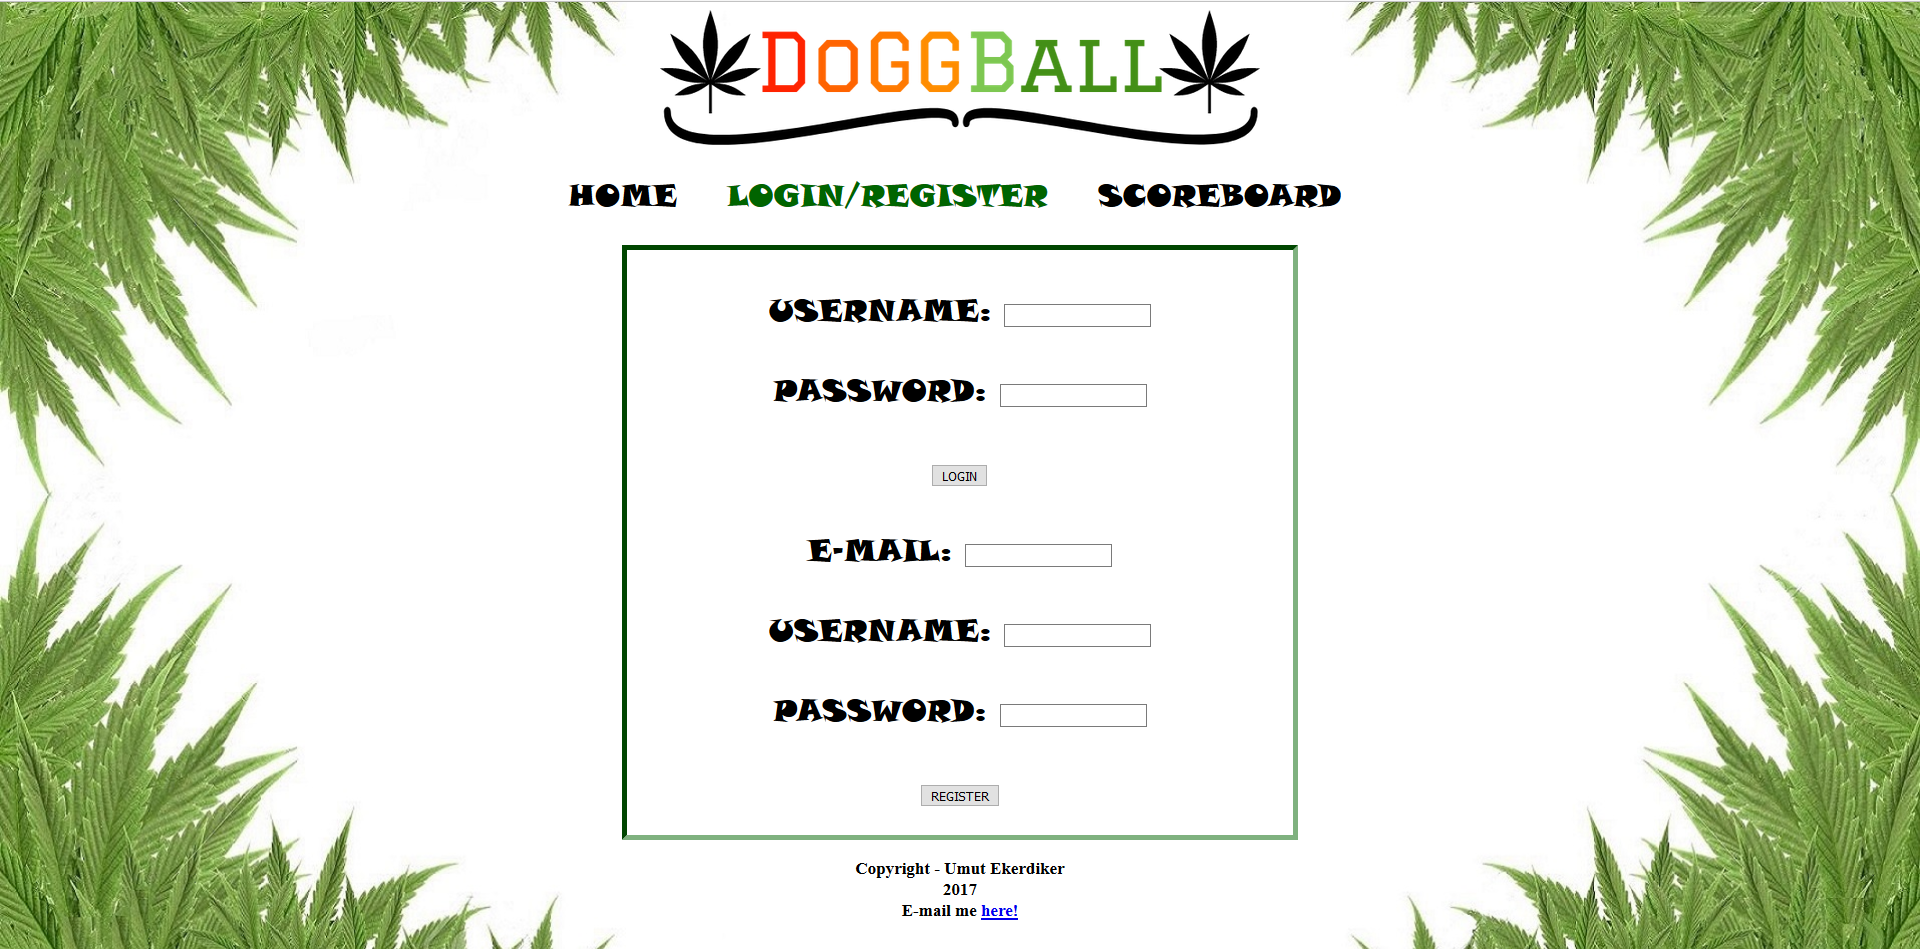 DoGGBALL
HOME LOGIN/REGISTER SCOREBOARD
USERNAME:
PASSWORD:
LOGIN
E-MAIL:
USERNAME:
PASSWORD:
REGISTER
Copyright - Umut Ekerdiker
2017
E-mail me here!